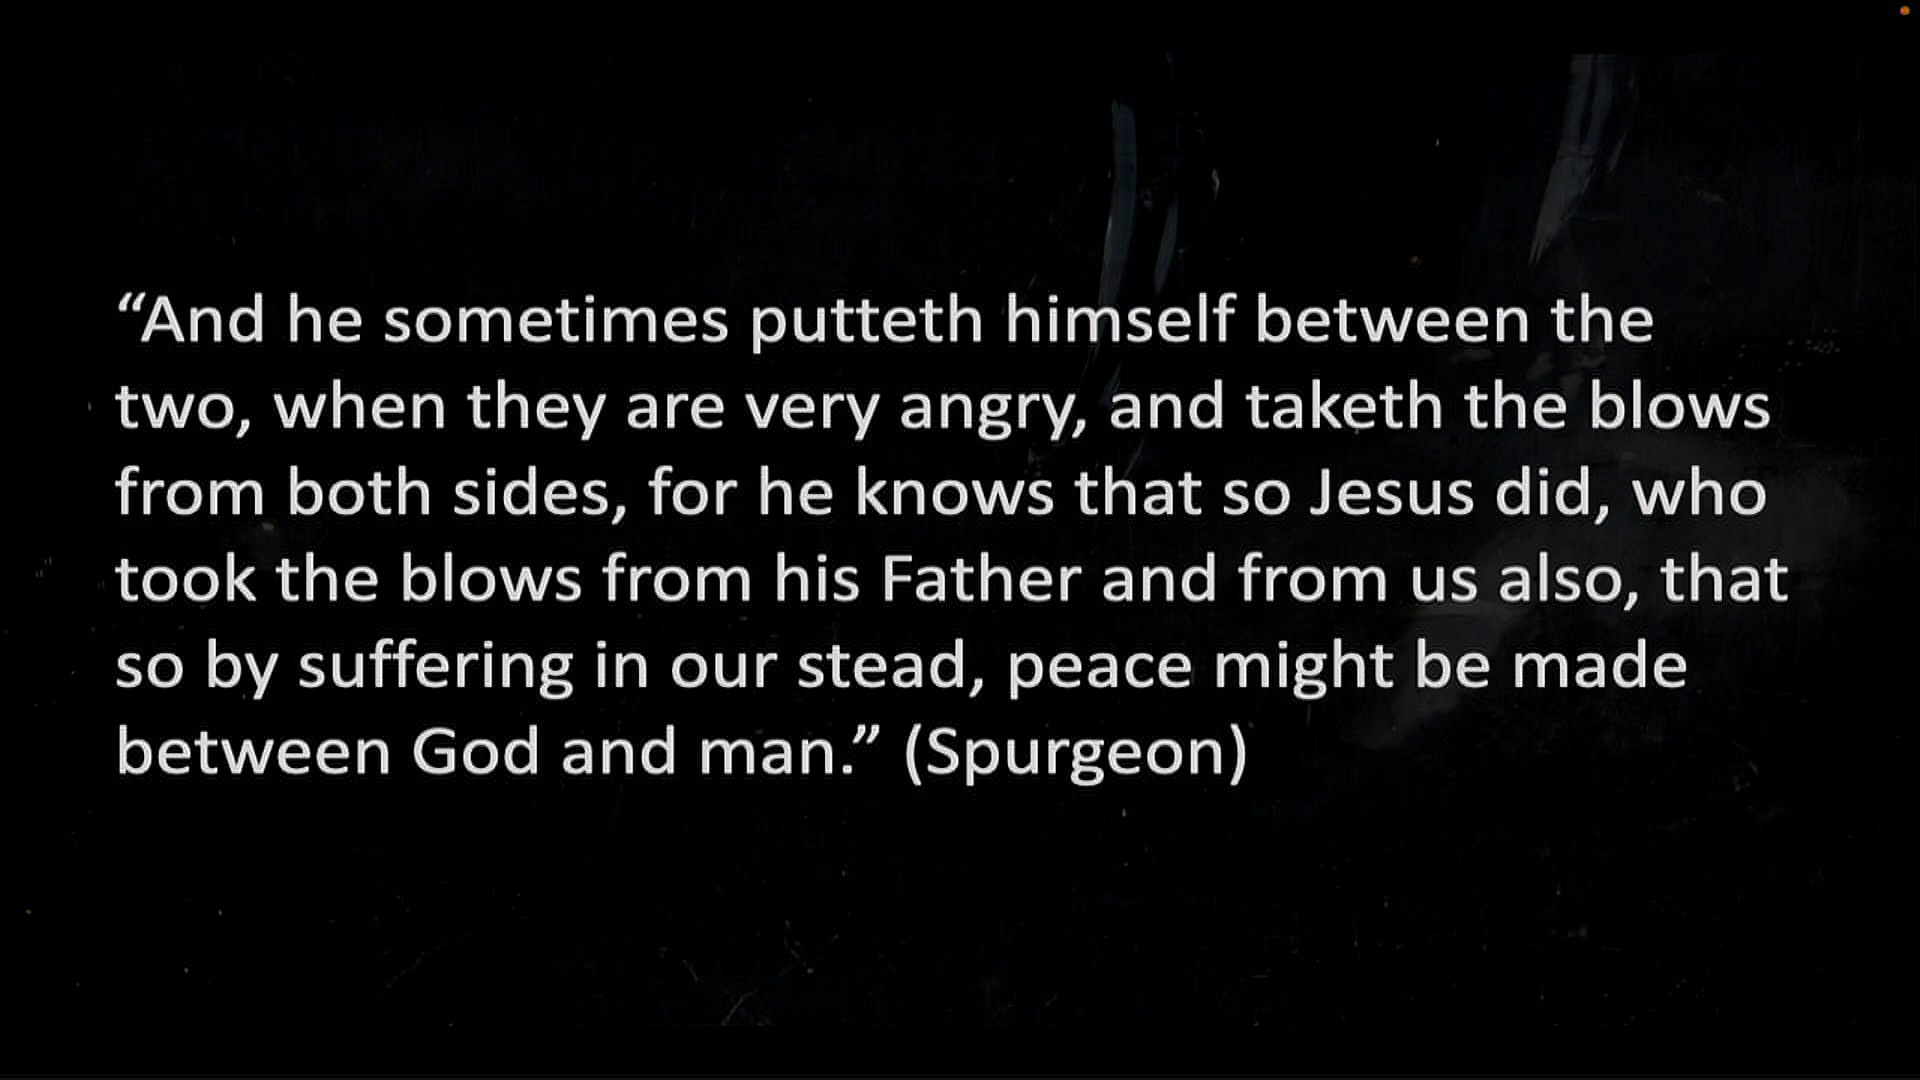 “And he sometimes putteth himself between the
two, when they are very angry, and taketh the blows
from both sides, for he knows that so Jesus did, who
took the blows from his Father and from us also, that
so by suffering in our stead, peace might be made
between God and man.” (Spurgeon)